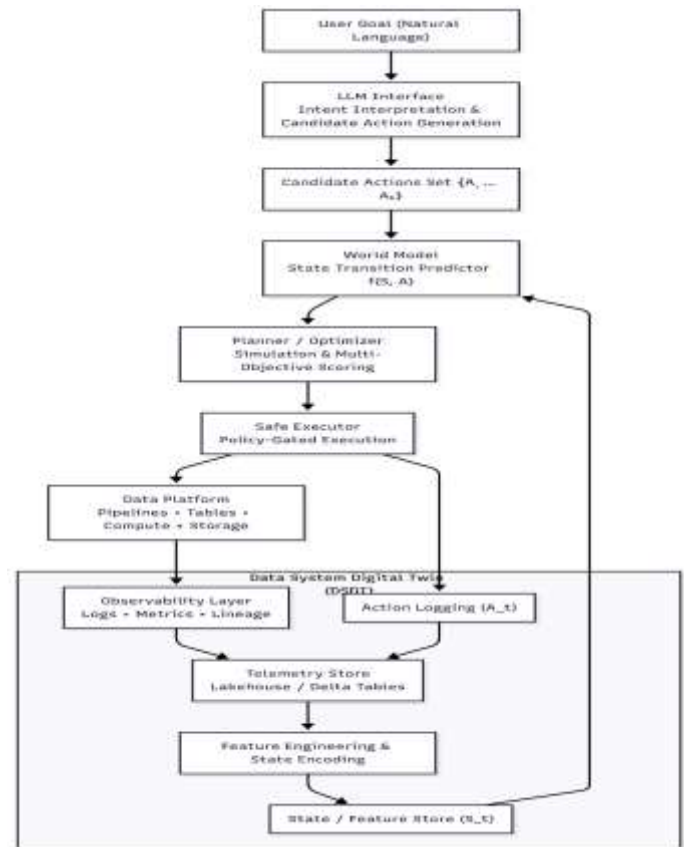 User Goal (Natural
Language)
LLM Interface
Intent Interpretation &
Candidate Action Generation
Candidate Actions Set {A, ...
Aₙ}
World Model
State Transition Predictor
f(S, A)
Planner / Optimizer
Simulation & Multi-
Objective Scoring
Safe Executor
Policy-Gated Execution
Data Platform
Pipelines • Tables •
Compute • Storage
Data System Digital Twin
(DSDT)
Observability Layer
Logs • Metrics • Lineage
Action Logging (A_t)
Telemetry Store
Lakehouse / Delta Tables
Feature Engineering &
State Encoding
State / Feature Store (S_t)